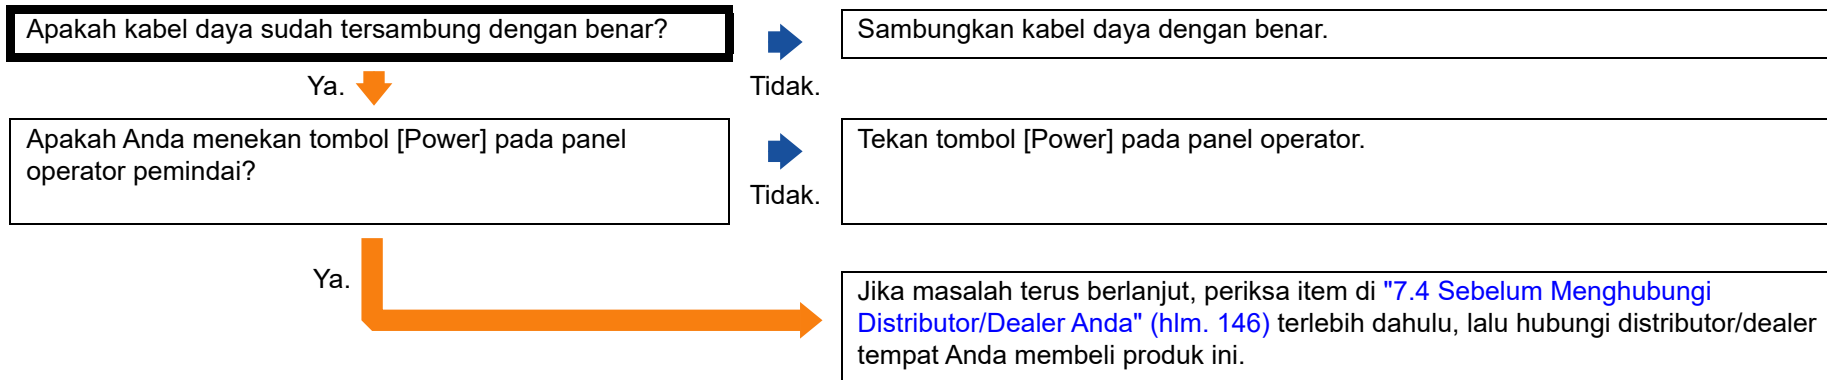 Apakah kabel daya sudah tersambung dengan benar?
Sambungkan kabel daya dengan benar.
Ya.
Tidak.
Apakah Anda menekan tombol [Power] pada panel
operator pemindai?
Tekan tombol [Power] pada panel operator.
Tidak.
Ya.
Jika masalah terus berlanjut, periksa item di "7.4 Sebelum Menghubungi
Distributor/Dealer Anda" (hlm. 146) terlebih dahulu, lalu hubungi distributor/dealer
tempat Anda membeli produk ini.